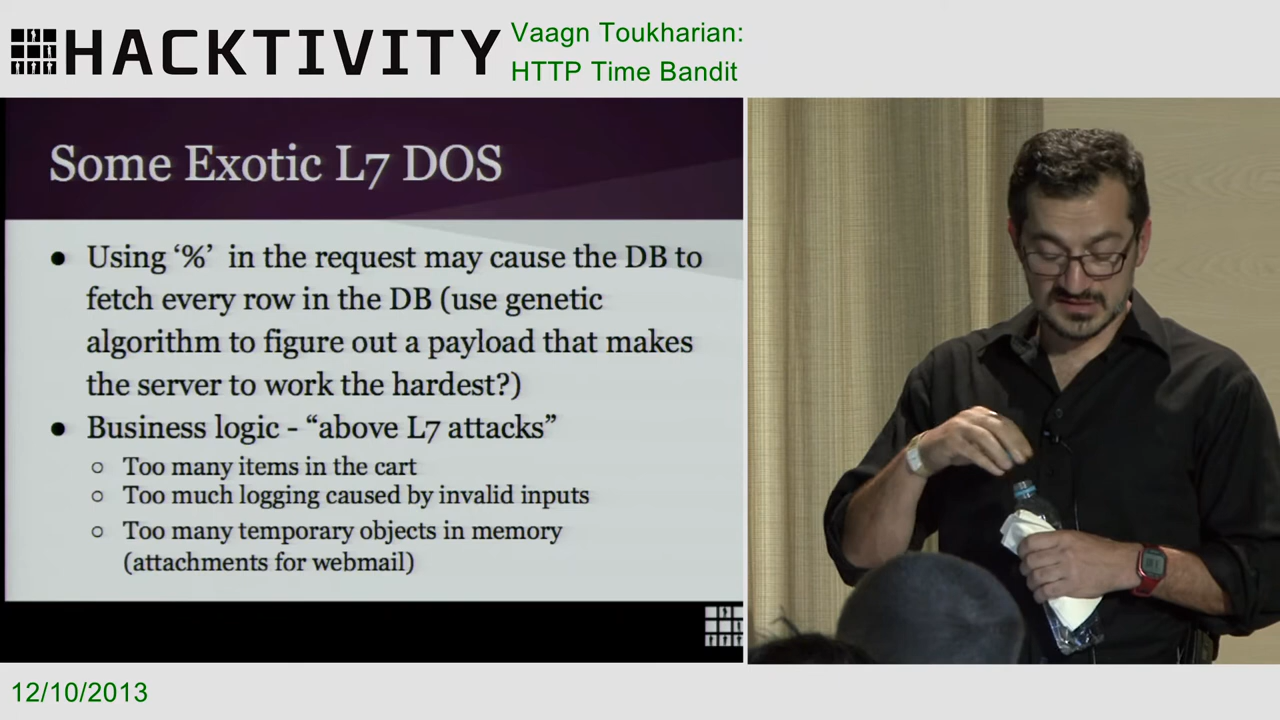 HACKTIVITY
Vaagn Toukharian:
HTTP Time Bandit
Some Exotic L7 DOS
● Using ‘%’ in the request may cause the DB to
fetch every row in the DB (use genetic
algorithm to figure out a payload that makes
the server to work the hardest?)
● Business logic - “above L7 attacks”
○ Too many items in the cart
○ Too much logging caused by invalid inputs
○ Too many temporary objects in memory
(attachments for webmail)
12/10/2013